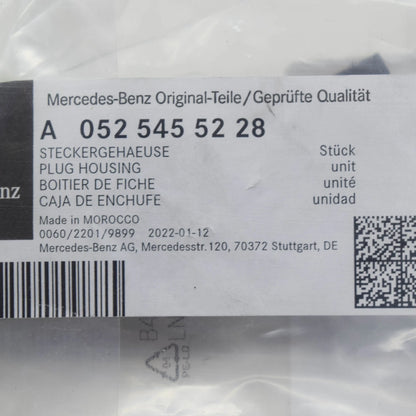 Mercedes-Benz Original-Teile/Geprüfte Qualität
A 052 545 52 28
STECKERGEHAEUSE Stück
PLUG HOUSING unit
BOITIER DE FICHE unité
CAJA DE ENCHUFE unidad
nz
Made in MOROCCO
0060/2201/9899 2022-01-12
Mercedes-Benz AG, Mercedesstr.120, 70372 Stuttgart, DE
PE-LD